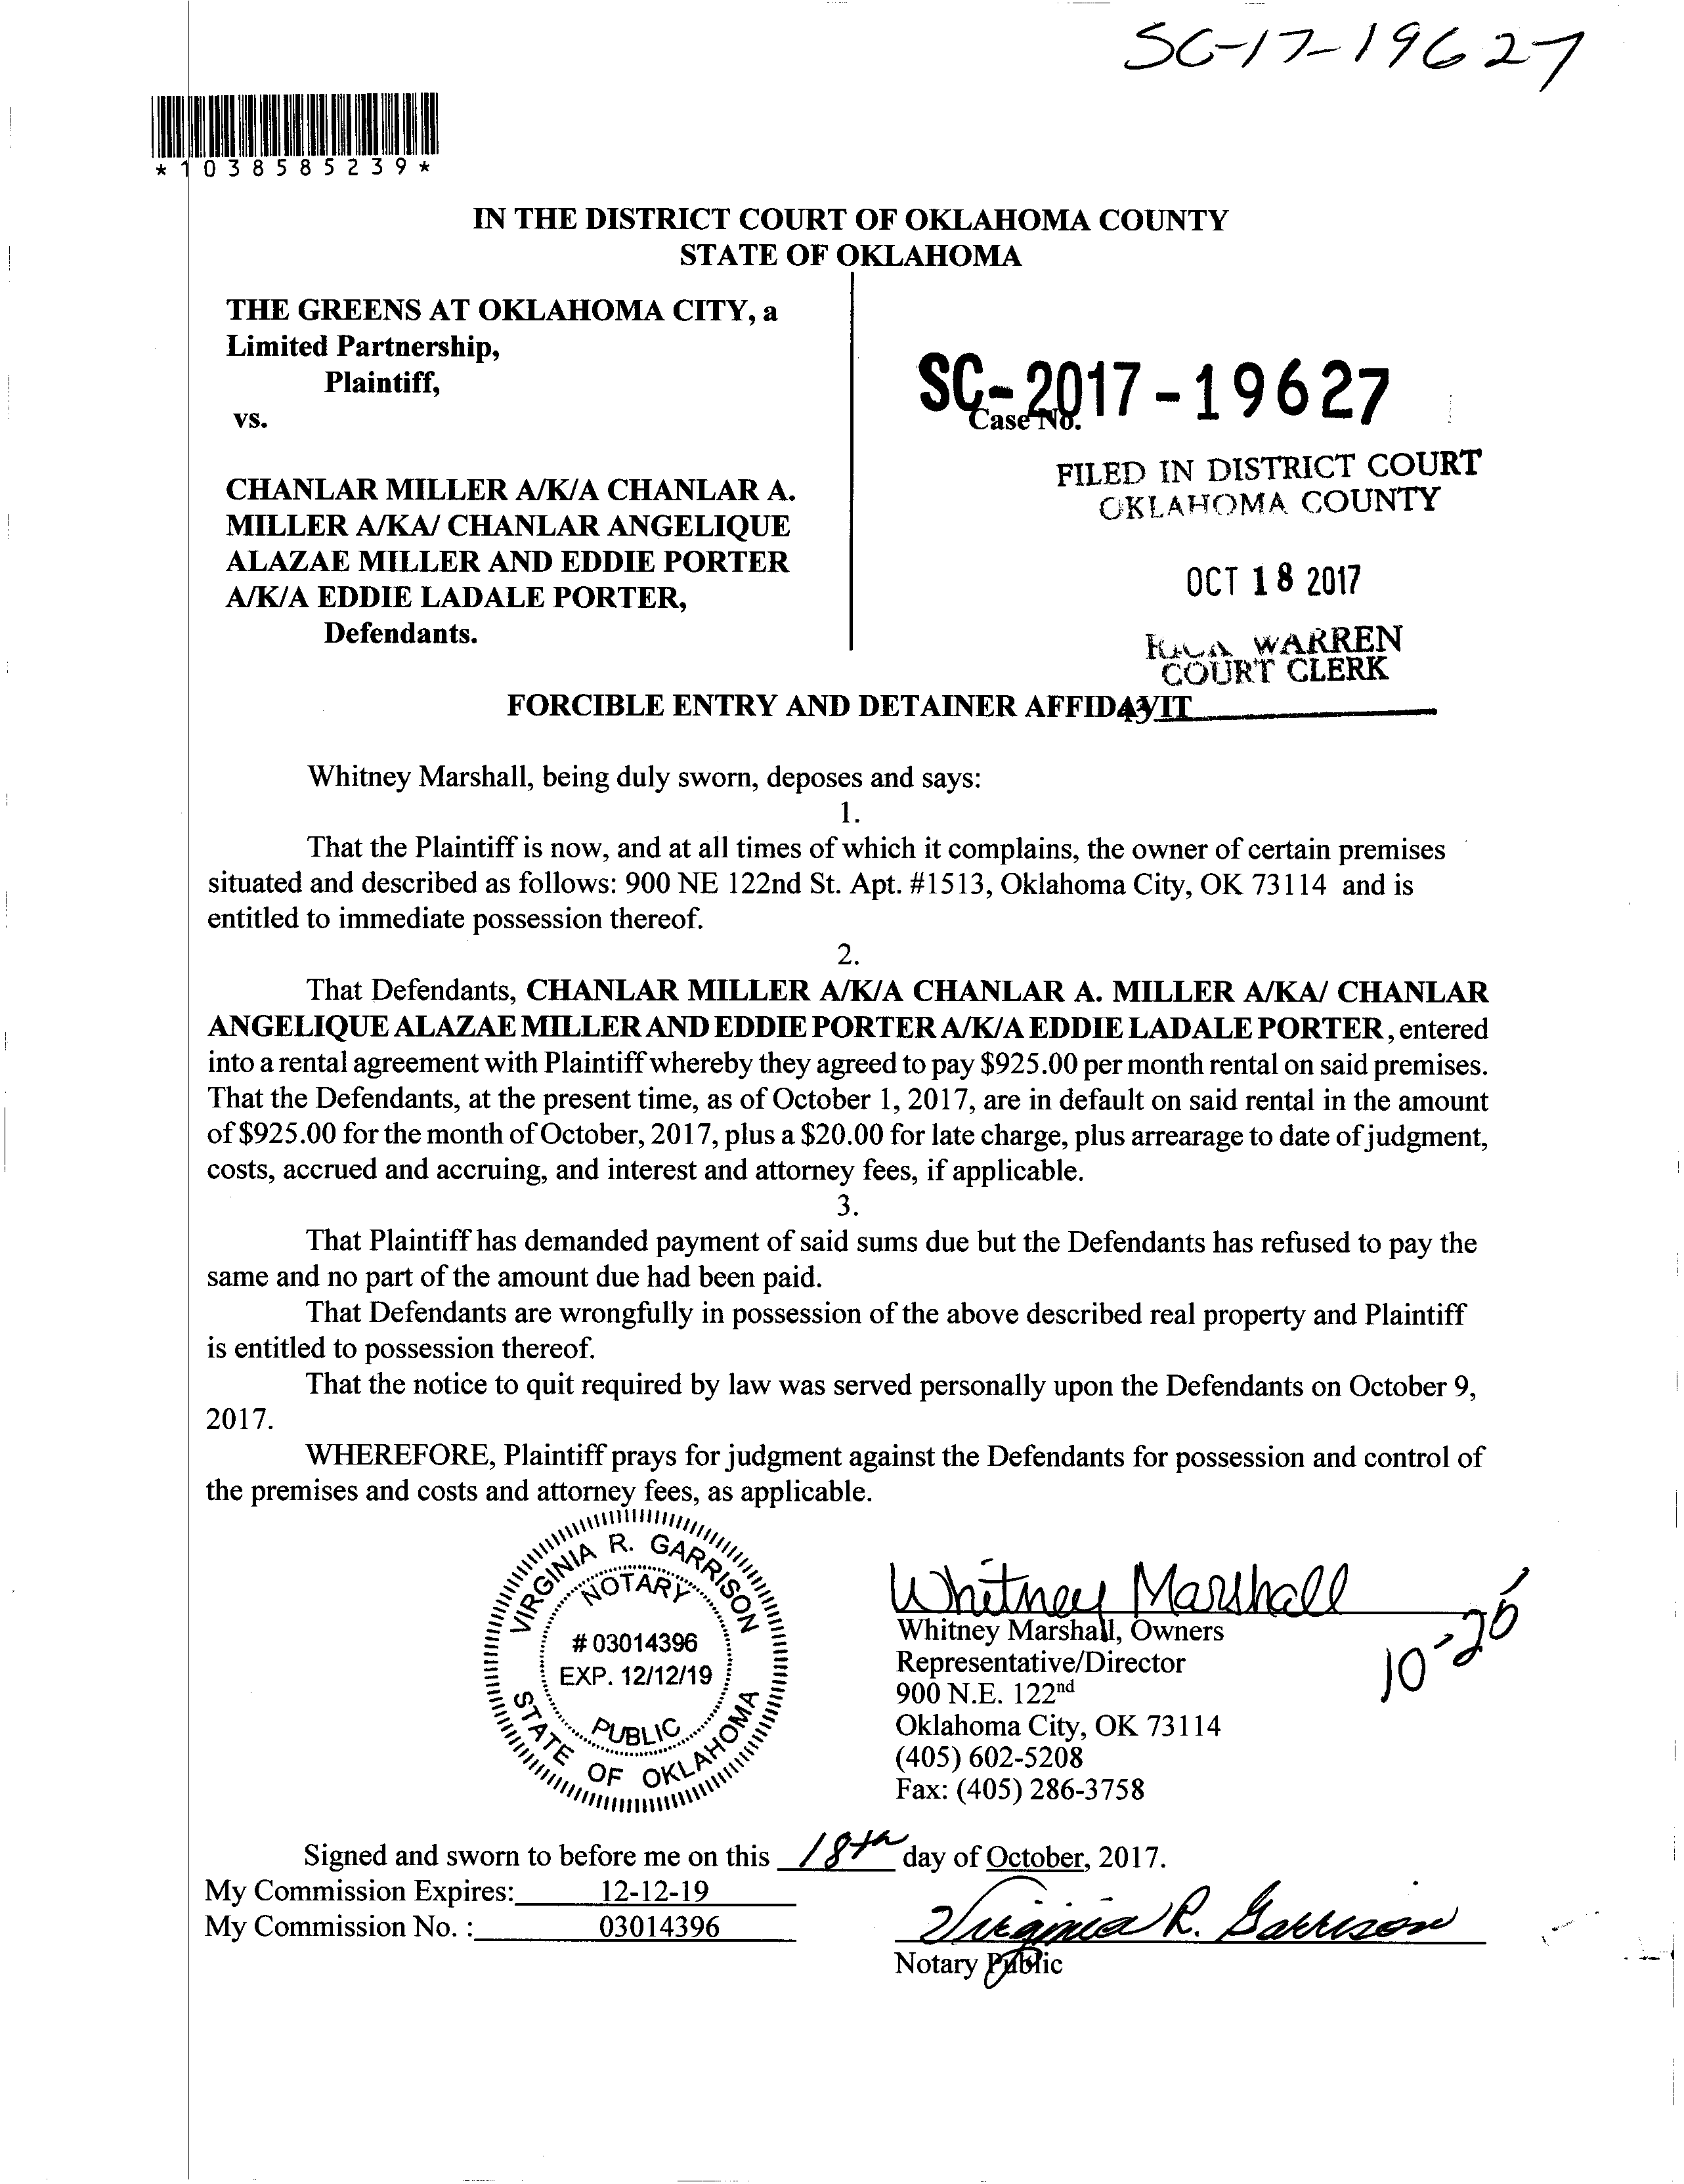 SC-17-19627
*1038585239*
IN THE DISTRICT COURT OF OKLAHOMA COUNTY
STATE OF OKLAHOMA
THE GREENS AT OKLAHOMA CITY, a
Limited Partnership,
Plaintiff,
vs.
CHANLAR MILLER A/K/A CHANLAR A.
MILLER A/KA/ CHANLAR ANGELIQUE
ALAZAE MILLER AND EDDIE PORTER
A/K/A EDDIE LADALE PORTER,
Defendants.
SC-2017-19627
Case No.
FILED IN DISTRICT COURT
OKLAHOMA COUNTY
OCT 18 2017
WARREN
COURT CLERK
FORCIBLE ENTRY AND DETAINER AFFIDAVIT
Whitney Marshall, being duly sworn, deposes and says:
1.
That the Plaintiff is now, and at all times of which it complains, the owner of certain premises
situated and described as follows: 900 NE 122nd St. Apt. #1513, Oklahoma City, OK 73114 and is
entitled to immediate possession thereof.
2.
That Defendants, CHANLAR MILLER A/K/A CHANLAR A. MILLER A/KA/ CHANLAR
ANGELIQUE ALAZAE MILLER AND EDDIE PORTER A/K/A EDDIE LADALE PORTER, entered
into a rental agreement with Plaintiff whereby they agreed to pay $925.00 per month rental on said premises.
That the Defendants, at the present time, as of October 1, 2017, are in default on said rental in the amount
of $925.00 for the month of October, 2017, plus a $20.00 for late charge, plus arrearage to date of judgment,
costs, accrued and accruing, and interest and attorney fees, if applicable.
3.
That Plaintiff has demanded payment of said sums due but the Defendants has refused to pay the
same and no part of the amount due had been paid.
That Defendants are wrongfully in possession of the above described real property and Plaintiff
is entitled to possession thereof.
That the notice to quit required by law was served personally upon the Defendants on October 9,
2017.
WHEREFORE, Plaintiff prays for judgment against the Defendants for possession and control of
the premises and costs and attorney fees, as applicable.
VIRGINIA R. GARRISON
NOTARY
# 03014396
EXP. 12/12/19
PUBLIC
STATE OF OKLAHOMA
Whitney Marshall
Whitney Marshall, Owners
Representative/Director
900 N.E. 122nd
Oklahoma City, OK 73114
(405) 602-5208
Fax: (405) 286-3758
10-26
Signed and sworn to before me on this 18th day of October, 2017.
My Commission Expires: 12-12-19
My Commission No. : 03014396
Virginia R. Garrison
Notary Public